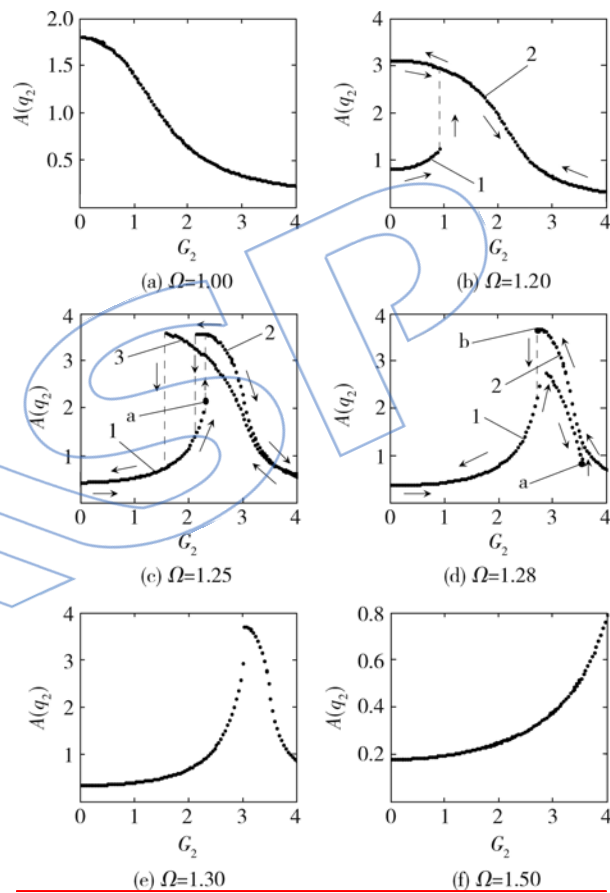 2.0
1.5
1.0
0.5
A(q₂)
0 1 2 3 4
G₂
(a) Ω=1.00
4
3
2
1
A(q₂)
2
1
0 1 2 3 4
G₂
(b) Ω=1.20
4
3
2
1
A(q₂)
3
2
a
1
0 1 2 3 4
G₂
(c) Ω=1.25
4
3
2
1
A(q₂)
b
2
1
a
0 1 2 3 4
G₂
(d) Ω=1.28
4
3
2
1
A(q₂)
0 1 2 3 4
G₂
(e) Ω=1.30
0.8
0.6
0.4
0.2
A(q₂)
0 1 2 3 4
G₂
(f) Ω=1.50